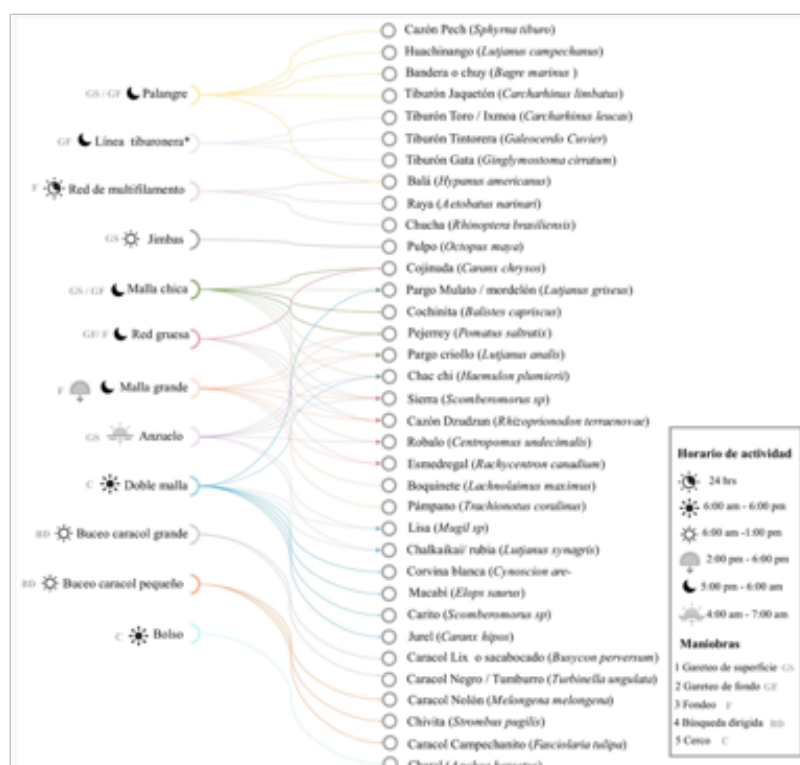 GS / GF Palangre
GF Línea tiburonera*
F Red de multifilamento
GS Jimbas
GS / GF Malla chica
GF/ F Red gruesa
F Malla grande
GS Anzuelo
C Doble malla
BD Buceo caracol grande
BD Buceo caracol pequeño
C Bolso
Cazón Pech (Sphyrna tiburo)
Huachinango (Lutjanus campechanus)
Bandera o chuy (Bagre marinus )
Tiburón Jaquetón (Carcharhinus limbatus)
Tiburón Toro / Ixmoa (Carcharhinus leucas)
Tiburón Tintorera (Galeocerdo Cuvier)
Tiburón Gata (Ginglymostoma cirratum)
Balá (Hypanus americanus)
Raya (Aetobatus narinari)
Chucha (Rhinoptera brasiliensis)
Pulpo (Octopus maya)
Cojinuda (Caranx chrysos)
Pargo Mulato / mordelón (Lutjanus griseus)
Cochinita (Balistes capriscus)
Pejerrey (Pomatus saltratix)
Pargo criollo (Lutjanus analis)
Chac chi (Haemulon plumierii)
Sierra (Scomberomorus sp)
Cazón Dzudzun (Rhizoprionodon terraenovae)
Robalo (Centropomus undecimalis)
Esmedregal (Rachycentron canadium)
Boquinete (Lachnolaimus maximus)
Pámpano (Trachionotus coralinus)
Lisa (Mugil sp)
Chalkaikai/ rubia (Lutjanus synagris)
Corvina blanca (Cynoscion are-
Macabí (Elops saurus)
Carito (Scomberomorus sp)
Jurel (Caranx hipos)
Caracol Lix o sacabocado (Busycon perversum)
Caracol Negro / Tumburro (Turbinella ungulata)
Caracol Nolón (Melongena melongena)
Chivita (Strombus pugilis)
Caracol Campechanito (Fasciolaria tulipa)
Horario de actividad
24 hrs
6:00 am - 6:00 pm
6:00 am -1:00 pm
2:00 pm - 6:00 pm
5:00 pm - 6:00 am
4:00 am - 7:00 am
Maniobras
1 Gareteo de superficie GS
2 Gareteo de fondo GF
3 Fondeo F
4 Búsqueda dirigida BD
5 Cerco C